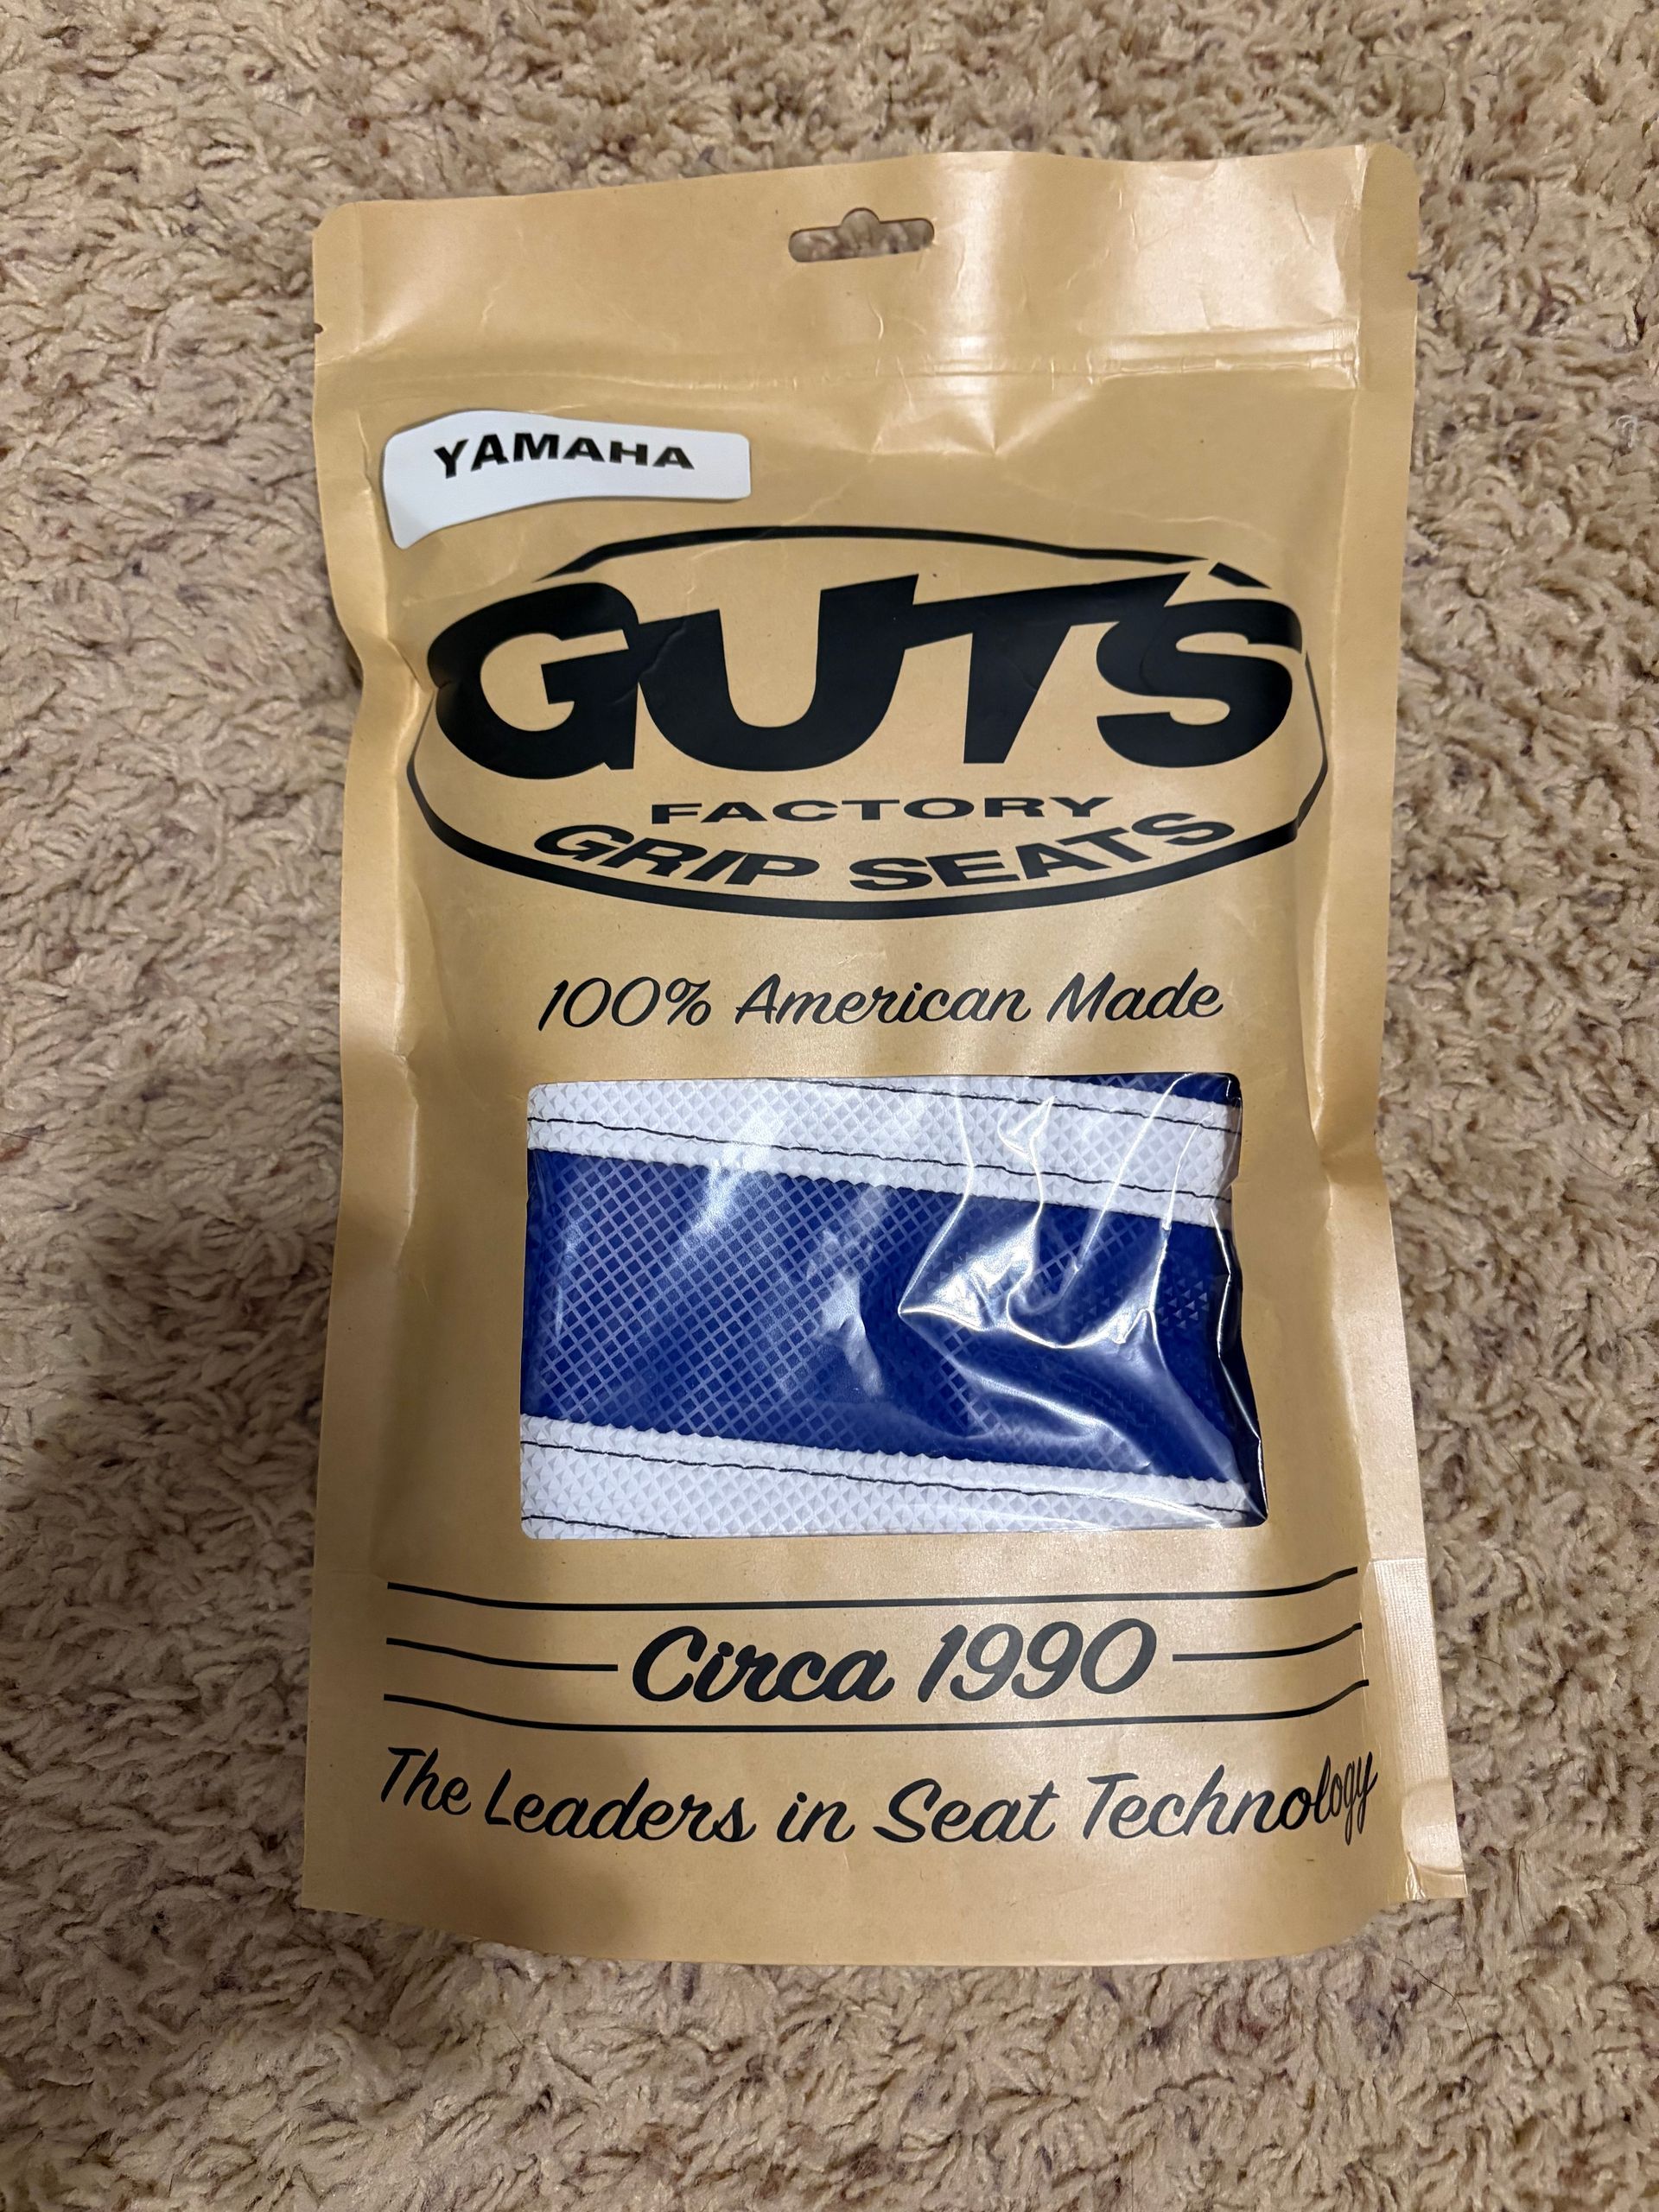 YAMAHA
GUTS
FACTORY
GRIP SEATS
100% American Made
Circa 1990
The Leaders in Seat Technology